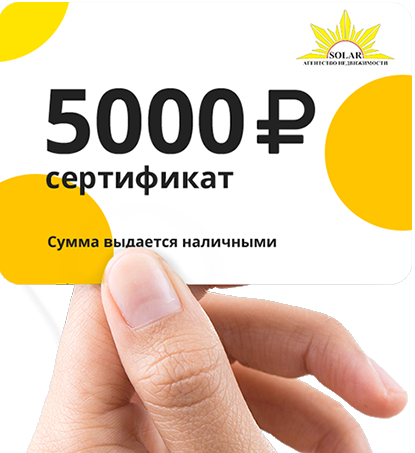 SOLAR
АГЕНТСТВО НЕДВИЖИМОСТИ
5000 ₽
сертификат
Сумма выдается наличными